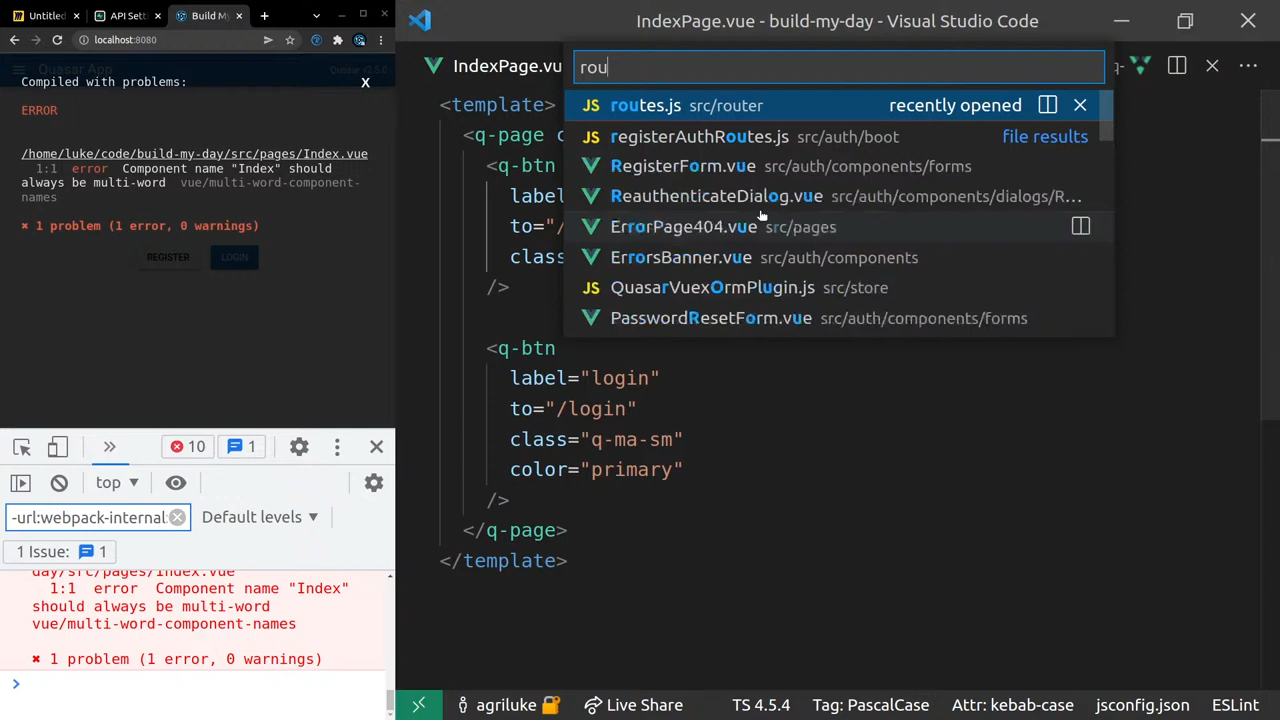 Untitled
API Setti
Build My
localhost:8080
Quasar App
Quasar v2.5.0
Compiled with problems:
X
ERROR
/home/luke/code/build-my-day/src/pages/Index.vue
1:1 error Component name "Index" should
always be multi-word vue/multi-word-component-
names
✖ 1 problem (1 error, 0 warnings)
REGISTER
LOGIN
10
1
top
-url:webpack-internal
Default levels
1 Issue:
1
day/src/pages/Index.vue
1:1 error Component name "Index"
should always be multi-word
vue/multi-word-component-names
✖ 1 problem (1 error, 0 warnings)
>
IndexPage.vue - build-my-day - Visual Studio Code
IndexPage.vu
q-
rou
JS routes.js src/router recently opened
JS registerAuthRoutes.js src/auth/boot file results
RegisterForm.vue src/auth/components/forms
ReauthenticateDialog.vue src/auth/components/dialogs/R...
ErrorPage404.vue src/pages
ErrorsBanner.vue src/auth/components
JS QuasarVuexOrmPlugin.js src/store
PasswordResetForm.vue src/auth/components/forms
<template>
<q-page c
<q-btn
label
to="/
class
/>
<q-btn
label="login"
to="/login"
class="q-ma-sm"
color="primary"
/>
</q-page>
</template>
agriluke
Live Share
TS 4.5.4
Tag: PascalCase
Attr: kebab-case
jsconfig.json
ESLint